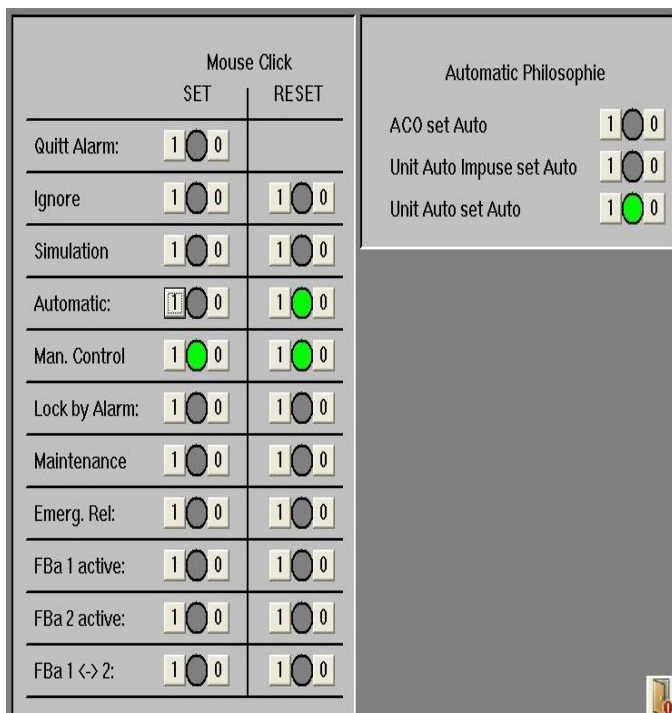 Mouse Click
SET RESET
Quitt Alarm: 1 0
Ignore 1 0 1 0
Simulation 1 0 1 0
Automatic: 1 0 1 0
Man. Control 1 0 1 0
Lock by Alarm: 1 0 1 0
Maintenance 1 0 1 0
Emerg. Rel: 1 0 1 0
FBa 1 active: 1 0 1 0
FBa 2 active: 1 0 1 0
FBa 1 <-> 2: 1 0 1 0
Automatic Philosophie
ACO set Auto 1 0
Unit Auto Impuse set Auto 1 0
Unit Auto set Auto 1 0